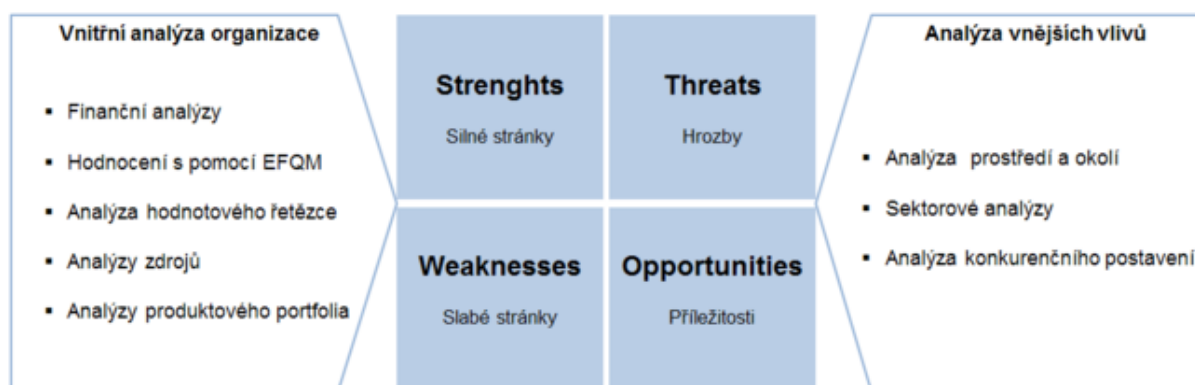 Vnitřní analýza organizace
▪ Finanční analýzy
▪ Hodnocení s pomocí EFQM
▪ Analýza hodnotového řetězce
▪ Analýzy zdrojů
▪ Analýzy produktového portfolia
Strenghts
Silné stránky
Threats
Hrozby
Weaknesses
Slabé stránky
Opportunities
Příležitosti
Analýza vnějších vlivů
▪ Analýza prostředí a okolí
▪ Sektorové analýzy
▪ Analýza konkurenčního postavení